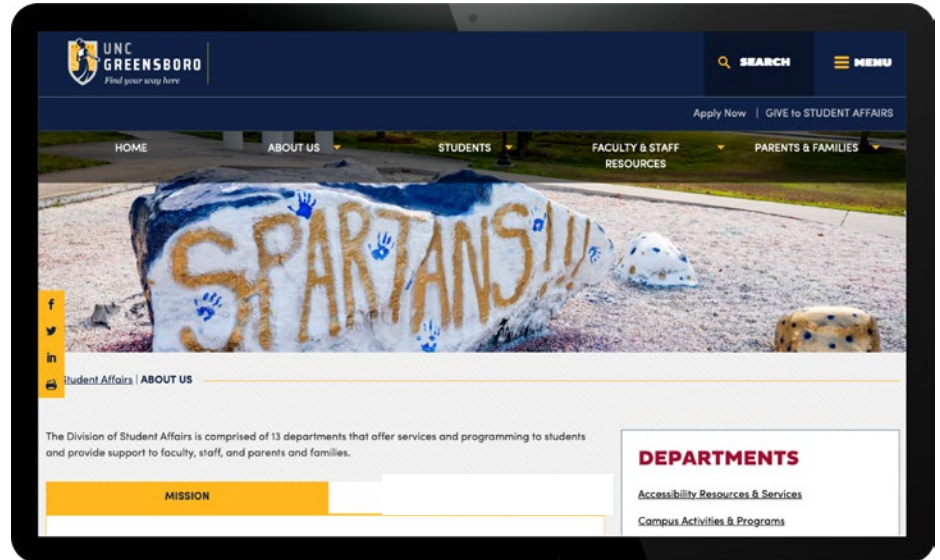 UNC
GREENSBORO
Find your way here
SEARCH
MENU
Apply Now | GIVE to STUDENT AFFAIRS
HOME
ABOUT US
STUDENTS
FACULTY & STAFF
RESOURCES
PARENTS & FAMILIES
SPARTANS!!!
f
in
Student Affairs | ABOUT US
The Division of Student Affairs is comprised of 13 departments that offer services and programming to students
and provide support to faculty, staff, and parents and families.
MISSION
DEPARTMENTS
Accessibility Resources & Services
Campus Activities & Programs